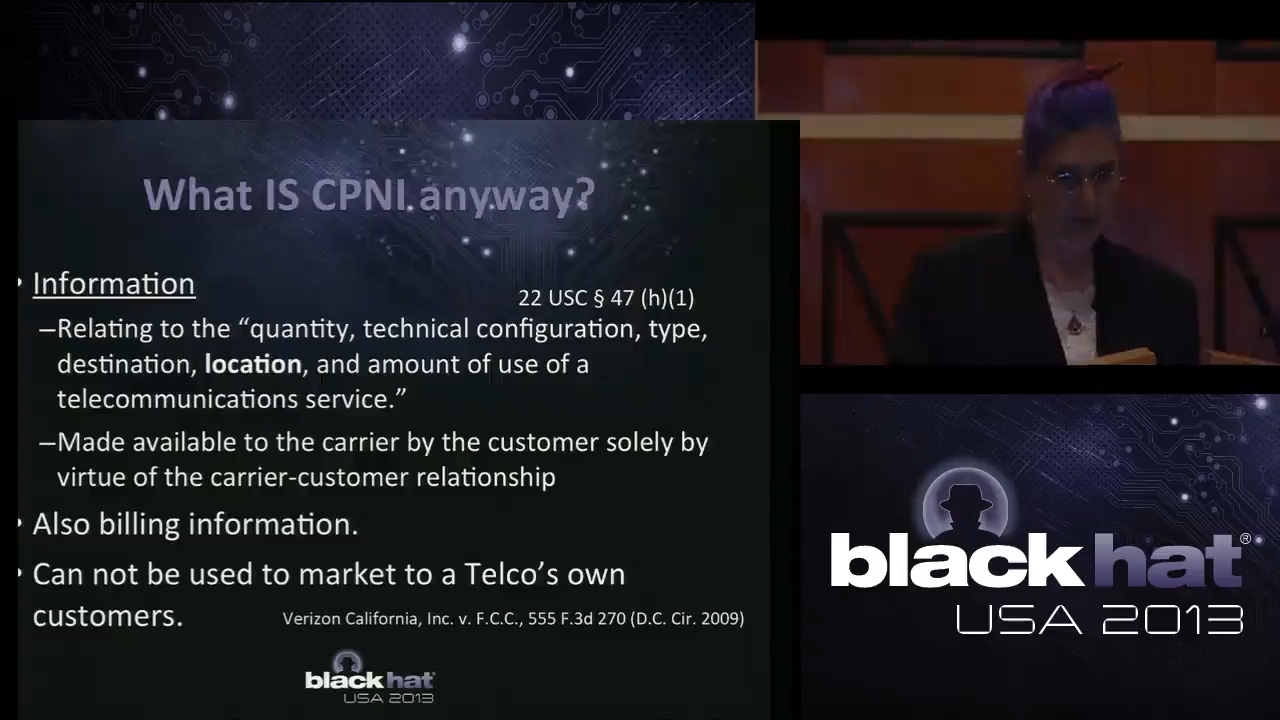 What IS CPNI anyway?
• Information
22 USC § 47 (h)(1)
–Relating to the “quantity, technical configuration, type,
destination, location, and amount of use of a
telecommunications service.”
–Made available to the carrier by the customer solely by
virtue of the carrier-customer relationship
• Also billing information.
• Can not be used to market to a Telco’s own
customers.
Verizon California, Inc. v. F.C.C., 555 F.3d 270 (D.C. Cir. 2009)
black hat
USA 2013
black hat®
USA 2013